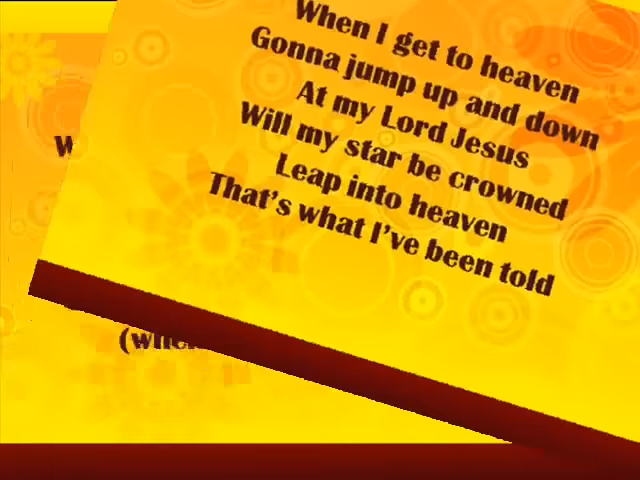 When I get to heaven
Gonna jump up and down
At my Lord Jesus
Will my star be crowned
Leap into heaven
That's what I've been told
W